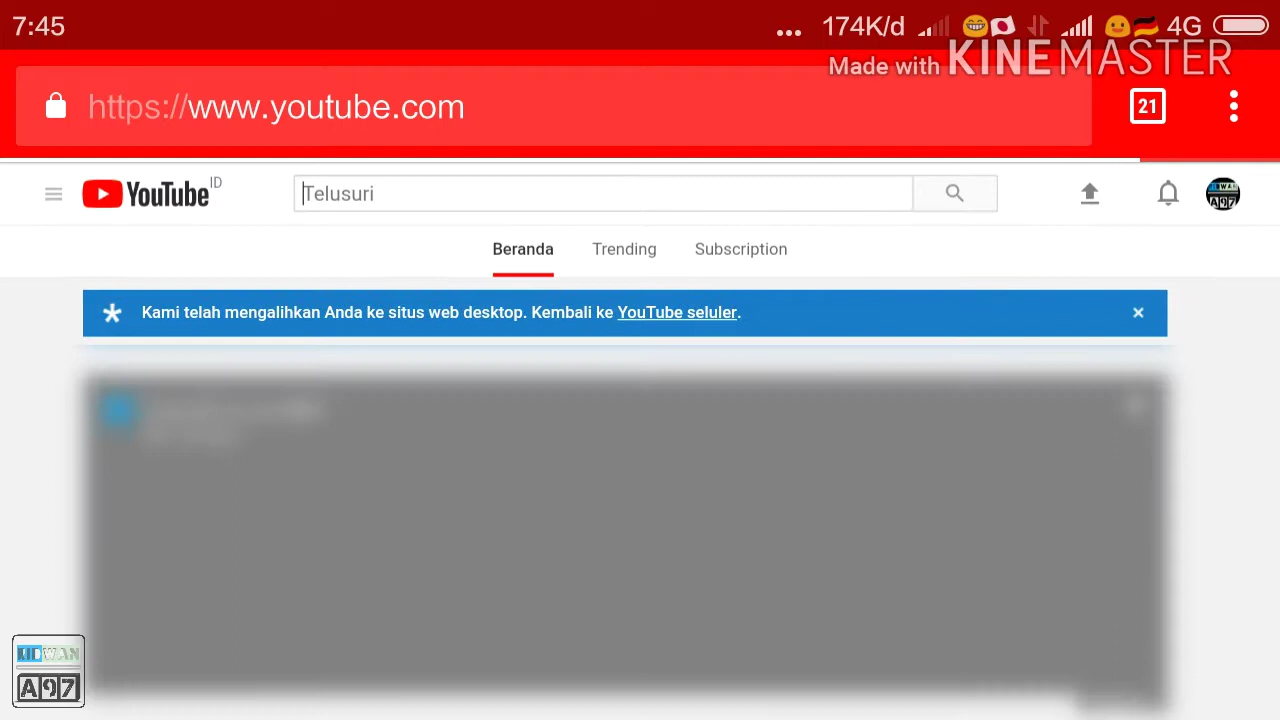 7:45
... 174K/d 4G
Made with KINEMASTER
https://www.youtube.com
21
YouTube ID
Telusuri
Beranda Trending Subscription
Kami telah mengalihkan Anda ke situs web desktop. Kembali ke YouTube seluler.
RIDWAN
A97